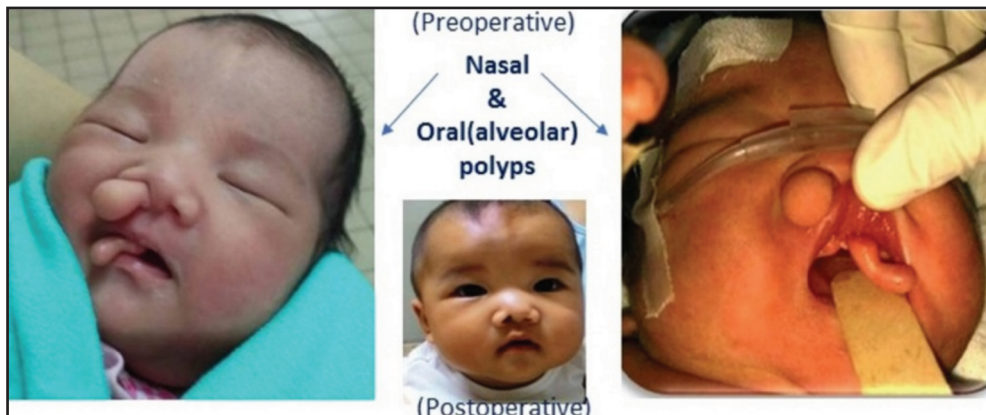 (Preoperative)
Nasal
&
Oral(alveolar)
polyps
(Postoperative)